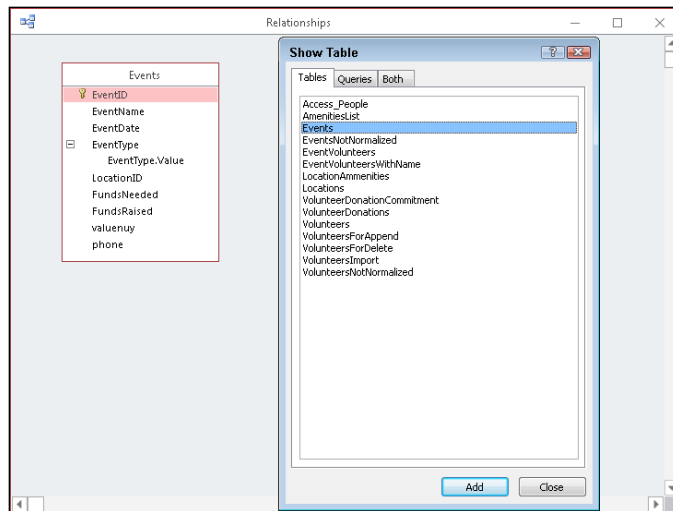 Relationships
Events
EventID
EventName
EventDate
EventType
EventType.Value
LocationID
FundsNeeded
FundsRaised
valuenuy
phone
Show Table
Tables Queries Both
Access_People
AmenitiesList
Events
EventsNotNormalized
EventVolunteers
EventVolunteersWithName
LocationAmmenities
Locations
VolunteerDonationCommitment
VolunteerDonations
Volunteers
VolunteersForAppend
VolunteersForDelete
VolunteersImport
VolunteersNotNormalized
Add Close